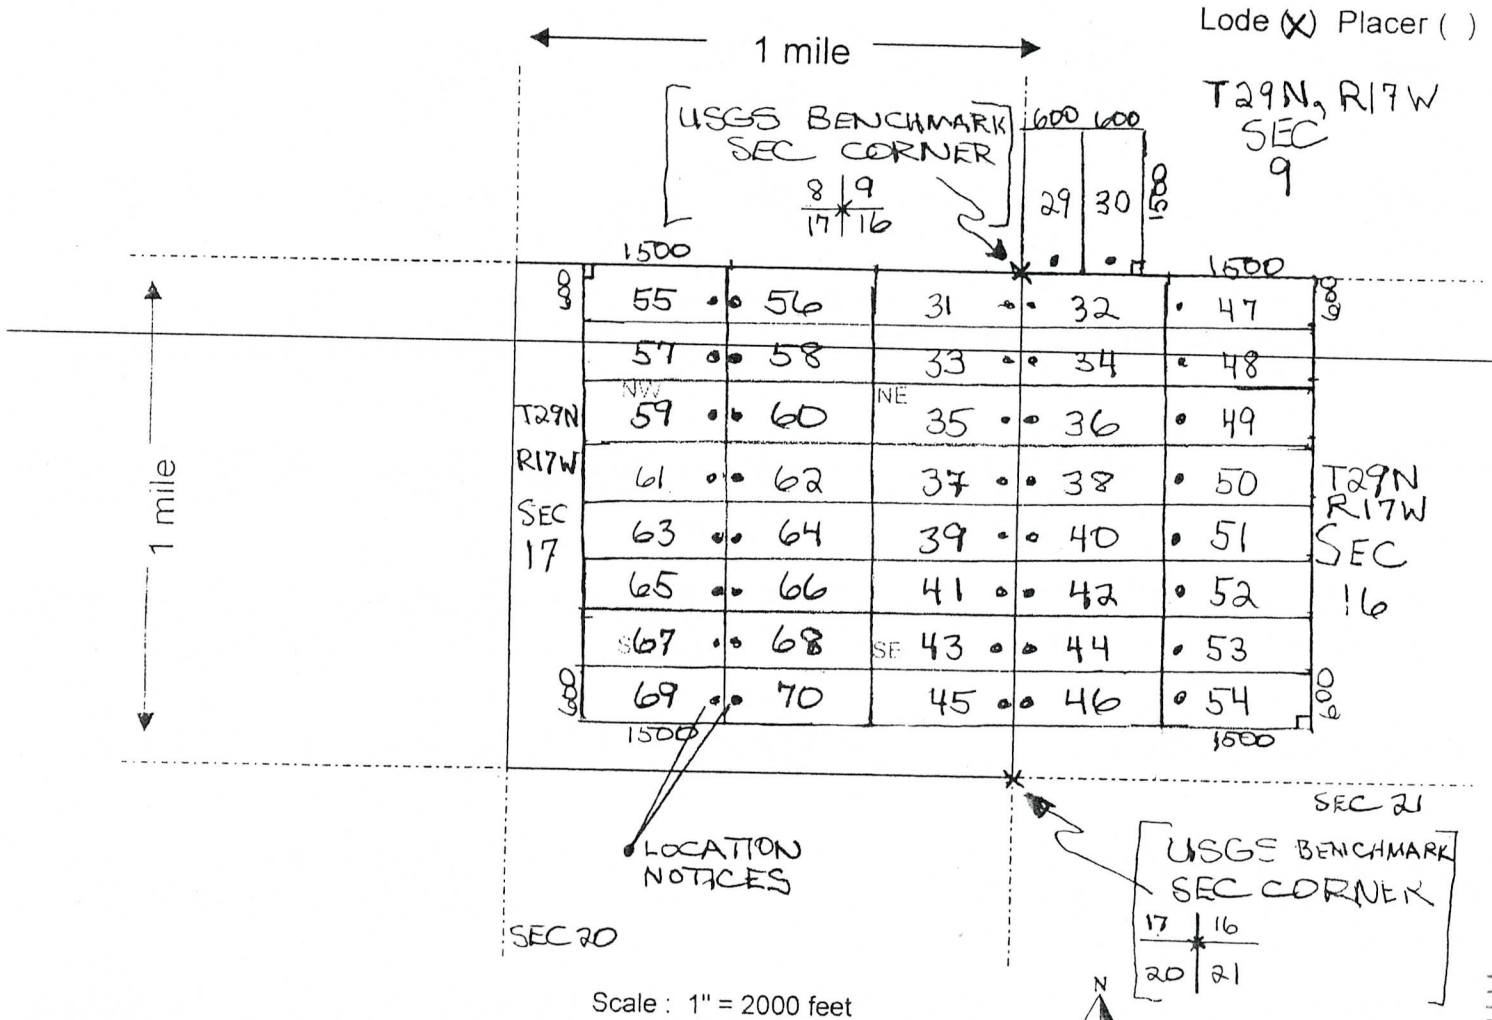 Lode (X) Placer ( )
1 mile
T29N, R17W
SEC
9
USGS BENCHMARK
SEC CORNER
8 9
17 16
600 600
29 30
1500
1500
1500
600
600
55 56 31 32 47
57 58 33 34 48
NW
NE
59 60 35 36 49
61 62 37 38 50
63 64 39 40 51
65 66 41 42 52
67 68 SE 43 44 53
69 70 45 46 54
T29N
R17W
SEC
17
1 mile
T29N
R17W
SEC
16
600
600
1500
1500
LOCATION
NOTICES
SEC 21
USGS BENCHMARK
SEC CORNER
17 16
20 21
SEC 20
N
Scale : 1" = 2000 feet